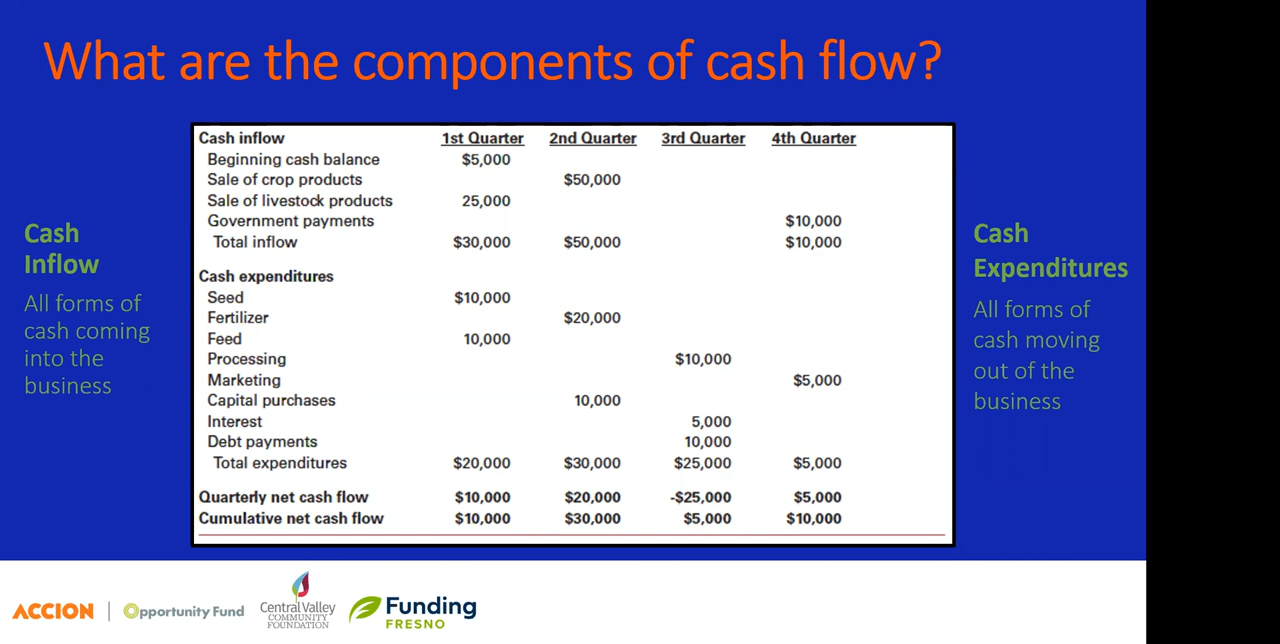 What are the components of cash flow?
Cash inflow 1st Quarter 2nd Quarter 3rd Quarter 4th Quarter
Beginning cash balance $5,000
Sale of crop products $50,000
Sale of livestock products 25,000
Government payments $10,000
Total inflow $30,000 $50,000 $10,000
Cash expenditures
Seed $10,000
Fertilizer $20,000
Feed 10,000
Processing $10,000
Marketing $5,000
Capital purchases 10,000
Interest 5,000
Debt payments 10,000
Total expenditures $20,000 $30,000 $25,000 $5,000
Quarterly net cash flow $10,000 $20,000 -$25,000 $5,000
Cumulative net cash flow $10,000 $30,000 $5,000 $10,000
Cash
Inflow
All forms of
cash coming
into the
business
Cash
Expenditures
All forms of
cash moving
out of the
business
ACCION
Opportunity Fund
Central Valley
COMMUNITY
FOUNDATION
Funding
FRESNO